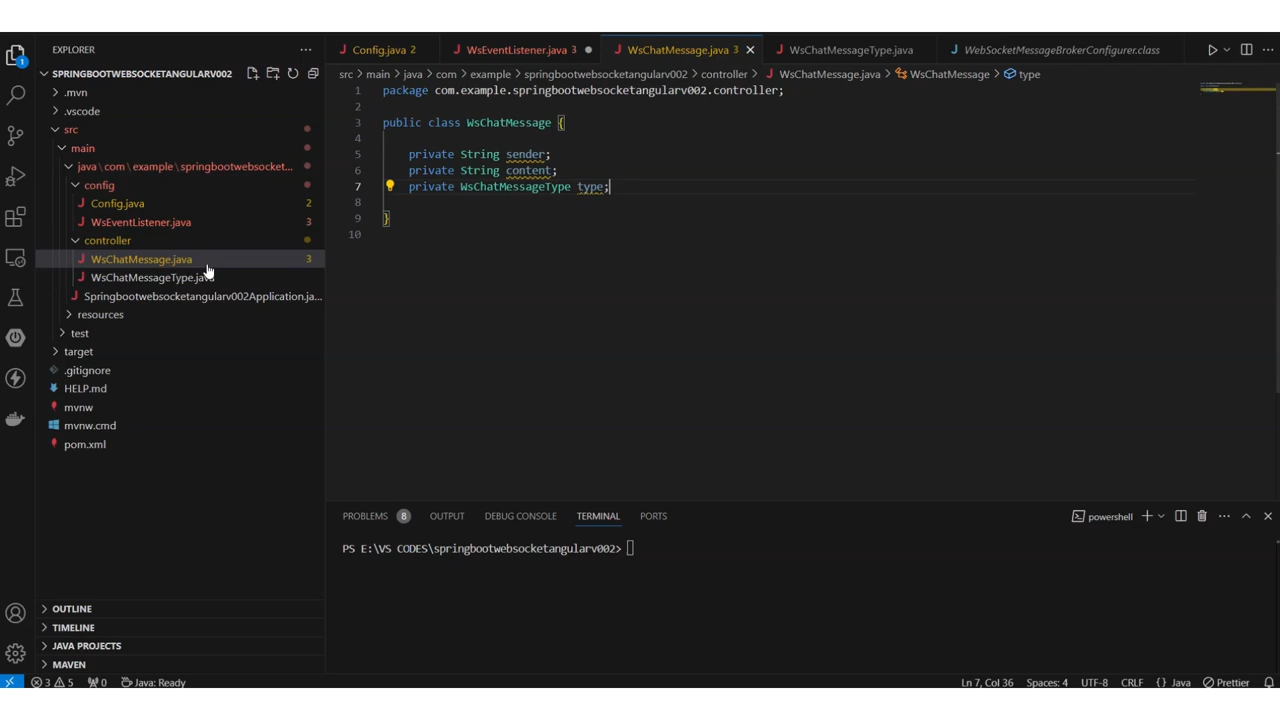 EXPLORER
SPRINGBOOTWEBSOCKETANGULARV002
.mvn
.vscode
src
main
java\com\example\springbootwebsocket...
config
Config.java 2
WsEventListener.java 3
controller
WsChatMessage.java 3
WsChatMessageType.java
Springbootwebsocketangularv002Application.ja...
resources
test
target
.gitignore
HELP.md
mvnw
mvnw.cmd
pom.xml
OUTLINE
TIMELINE
JAVA PROJECTS
MAVEN
1
Config.java 2 WsEventListener.java 3 WsChatMessage.java 3 WsChatMessageType.java WebSocketMessageBrokerConfigurer.class
src > main > java > com > example > springbootwebsocketangularv002 > controller > WsChatMessage.java > WsChatMessage > type
1 package com.example.springbootwebsocketangularv002.controller;
2
3 public class WsChatMessage {
4
5 private String sender;
6 private String content;
7 private WsChatMessageType type;
8
9 }
10
PROBLEMS 8 OUTPUT DEBUG CONSOLE TERMINAL PORTS powershell
PS E:\VS CODES\springbootwebsocketangularv002>
3 5 0 Java: Ready Ln 7, Col 36 Spaces: 4 UTF-8 CRLF {} Java Prettier